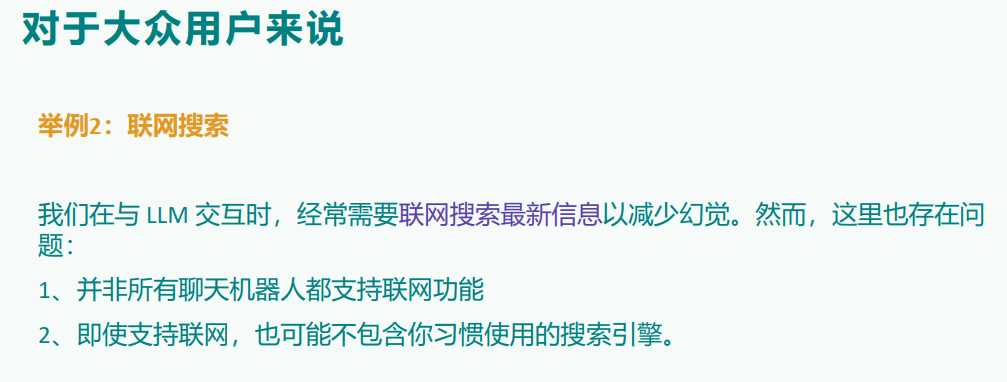 对于大众用户来说
举例2：联网搜索
我们在与 LLM 交互时，经常需要联网搜索最新信息以减少幻觉。然而，这里也存在问
题：
1、并非所有聊天机器人都支持联网功能
2、即使支持联网，也可能不包含你习惯使用的搜索引擎。